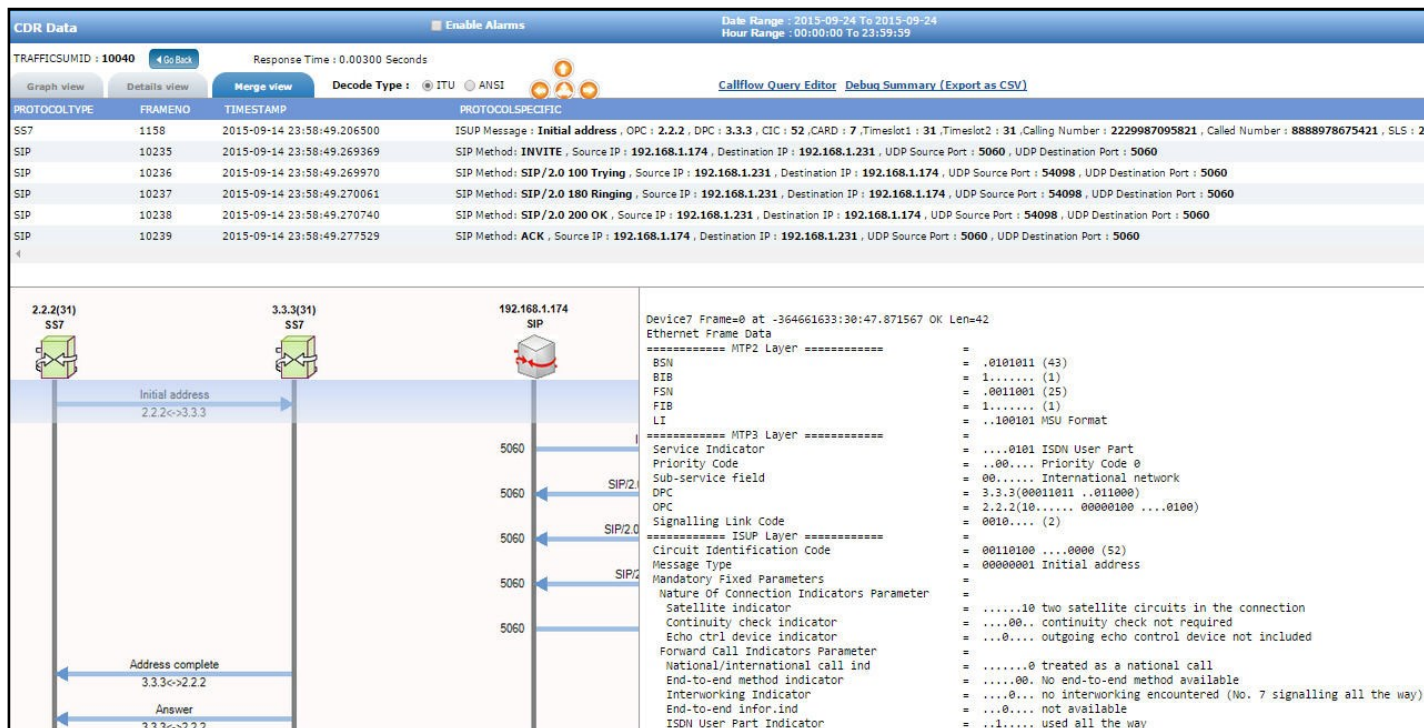 CDR Data
Enable Alarms
Date Range : 2015-09-24 To 2015-09-24
Hour Range : 00:00:00 To 23:59:59
TRAFFICSUMID : 10040 Go Back Response Time : 0.00300 Seconds
Graph view Details view Merge view Decode Type : ITU ANSI Callflow Query Editor Debug Summary (Export as CSV)
PROTOCOLTYPE FRAMENO TIMESTAMP PROTOCOLSPECIFIC
SS7 1158 2015-09-14 23:58:49.206500 ISUP Message : Initial address , OPC : 2.2.2 , DPC : 3.3.3 , CIC : 52 ,CARD : 7 ,Timeslot1 : 31 ,Timeslot2 : 31 ,Calling Number : 2229987095821 , Called Number : 8888978675421 , SLS : 2
SIP 10235 2015-09-14 23:58:49.269369 SIP Method: INVITE , Source IP : 192.168.1.174 , Destination IP : 192.168.1.231 , UDP Source Port : 5060 , UDP Destination Port : 5060
SIP 10236 2015-09-14 23:58:49.269970 SIP Method: SIP/2.0 100 Trying , Source IP : 192.168.1.231 , Destination IP : 192.168.1.174 , UDP Source Port : 54098 , UDP Destination Port : 5060
SIP 10237 2015-09-14 23:58:49.270061 SIP Method: SIP/2.0 180 Ringing , Source IP : 192.168.1.231 , Destination IP : 192.168.1.174 , UDP Source Port : 54098 , UDP Destination Port : 5060
SIP 10238 2015-09-14 23:58:49.270740 SIP Method: SIP/2.0 200 OK , Source IP : 192.168.1.231 , Destination IP : 192.168.1.174 , UDP Source Port : 54098 , UDP Destination Port : 5060
SIP 10239 2015-09-14 23:58:49.277529 SIP Method: ACK , Source IP : 192.168.1.174 , Destination IP : 192.168.1.231 , UDP Source Port : 5060 , UDP Destination Port : 5060
2.2.2(31)
SS7
3.3.3(31)
SS7
192.168.1.174
SIP
Initial address
2.2.2<->3.3.3
5060
5060 SIP/2.
5060 SIP/2.0
5060 SIP/2
5060
Address complete
3.3.3<->2.2.2
Answer
3.3.3<->2.2.2
Device7 Frame=0 at -364661633:30:47.871567 OK Len=42
Ethernet Frame Data
============ MTP2 Layer ============ =
BSN = .0101011 (43)
BIB = 1....... (1)
FSN = .0011001 (25)
FIB = 1....... (1)
LI = ..100101 MSU Format
============ MTP3 Layer ============ =
Service Indicator = ....0101 ISDN User Part
Priority Code = ..00.... Priority Code 0
Sub-service field = 00...... International network
DPC = 3.3.3(00011011 ..011000)
OPC = 2.2.2(10...... 00000100 ....0100)
Signalling Link Code = 0010.... (2)
============ ISUP Layer ============ =
Circuit Identification Code = 00110100 ....0000 (52)
Message Type = 00000001 Initial address
Mandatory Fixed Parameters =
Nature Of Connection Indicators Parameter =
Satellite indicator = ......10 two satellite circuits in the connection
Continuity check indicator = ....00.. continuity check not required
Echo ctrl device indicator = ...0.... outgoing echo control device not included
Forward Call Indicators Parameter =
National/international call ind = .......0 treated as a national call
End-to-end method indicator = .....00. No end-to-end method available
Interworking Indicator = ....0... no interworking encountered (No. 7 signalling all the way)
End-to-end infor.ind = ...0.... not available
ISDN User Part Indicator = ..1..... used all the way